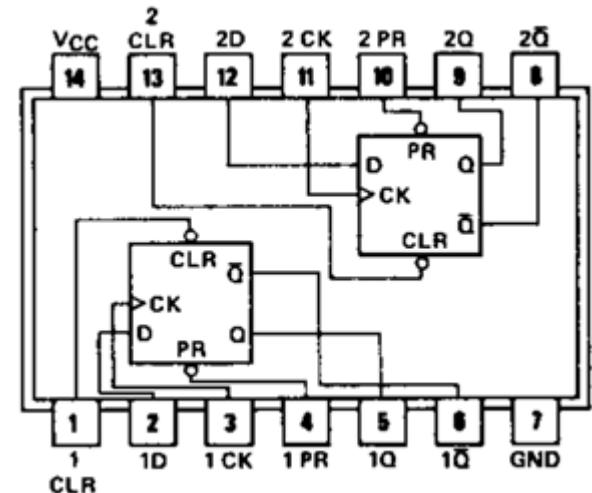 2
VCC CLR 2D 2 CK 2 PR 2Q 2Q̅
14 13 12 11 10 9 8
PR
D Q
CK
Q̅
CLR
CLR
Q̅
CK
D Q
PR
1 2 3 4 5 6 7
1 1D 1 CK 1 PR 1Q 1Q̅ GND
CLR